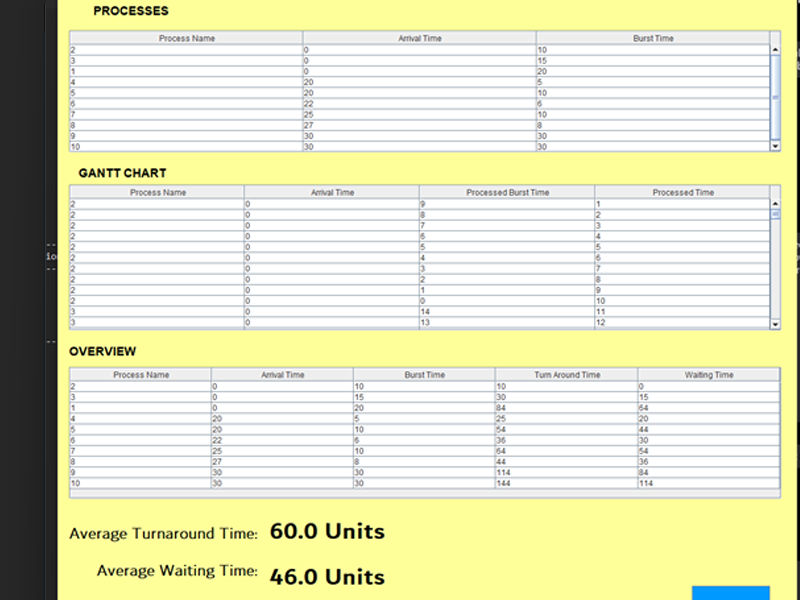 PROCESSES
Process Name Arrival Time Burst Time
2 0 10
3 0 15
1 0 20
4 20 5
5 20 10
6 22 6
7 25 10
8 27 8
9 30 30
10 30 30
GANTT CHART
Process Name Arrival Time Processed Burst Time Processed Time
2 0 9 1
2 0 8 2
2 0 7 3
2 0 6 4
2 0 5 5
2 0 4 6
2 0 3 7
2 0 2 8
2 0 1 9
2 0 0 10
3 0 14 11
3 0 13 12
OVERVIEW
Process Name Arrival Time Burst Time Turn Around Time Waiting Time
2 0 10 10 0
3 0 15 30 15
1 0 20 84 64
4 20 5 25 20
5 20 10 54 44
6 22 6 36 30
7 25 10 64 54
8 27 8 44 36
9 30 30 114 84
10 30 30 144 114
Average Turnaround Time: 60.0 Units
Average Waiting Time: 46.0 Units